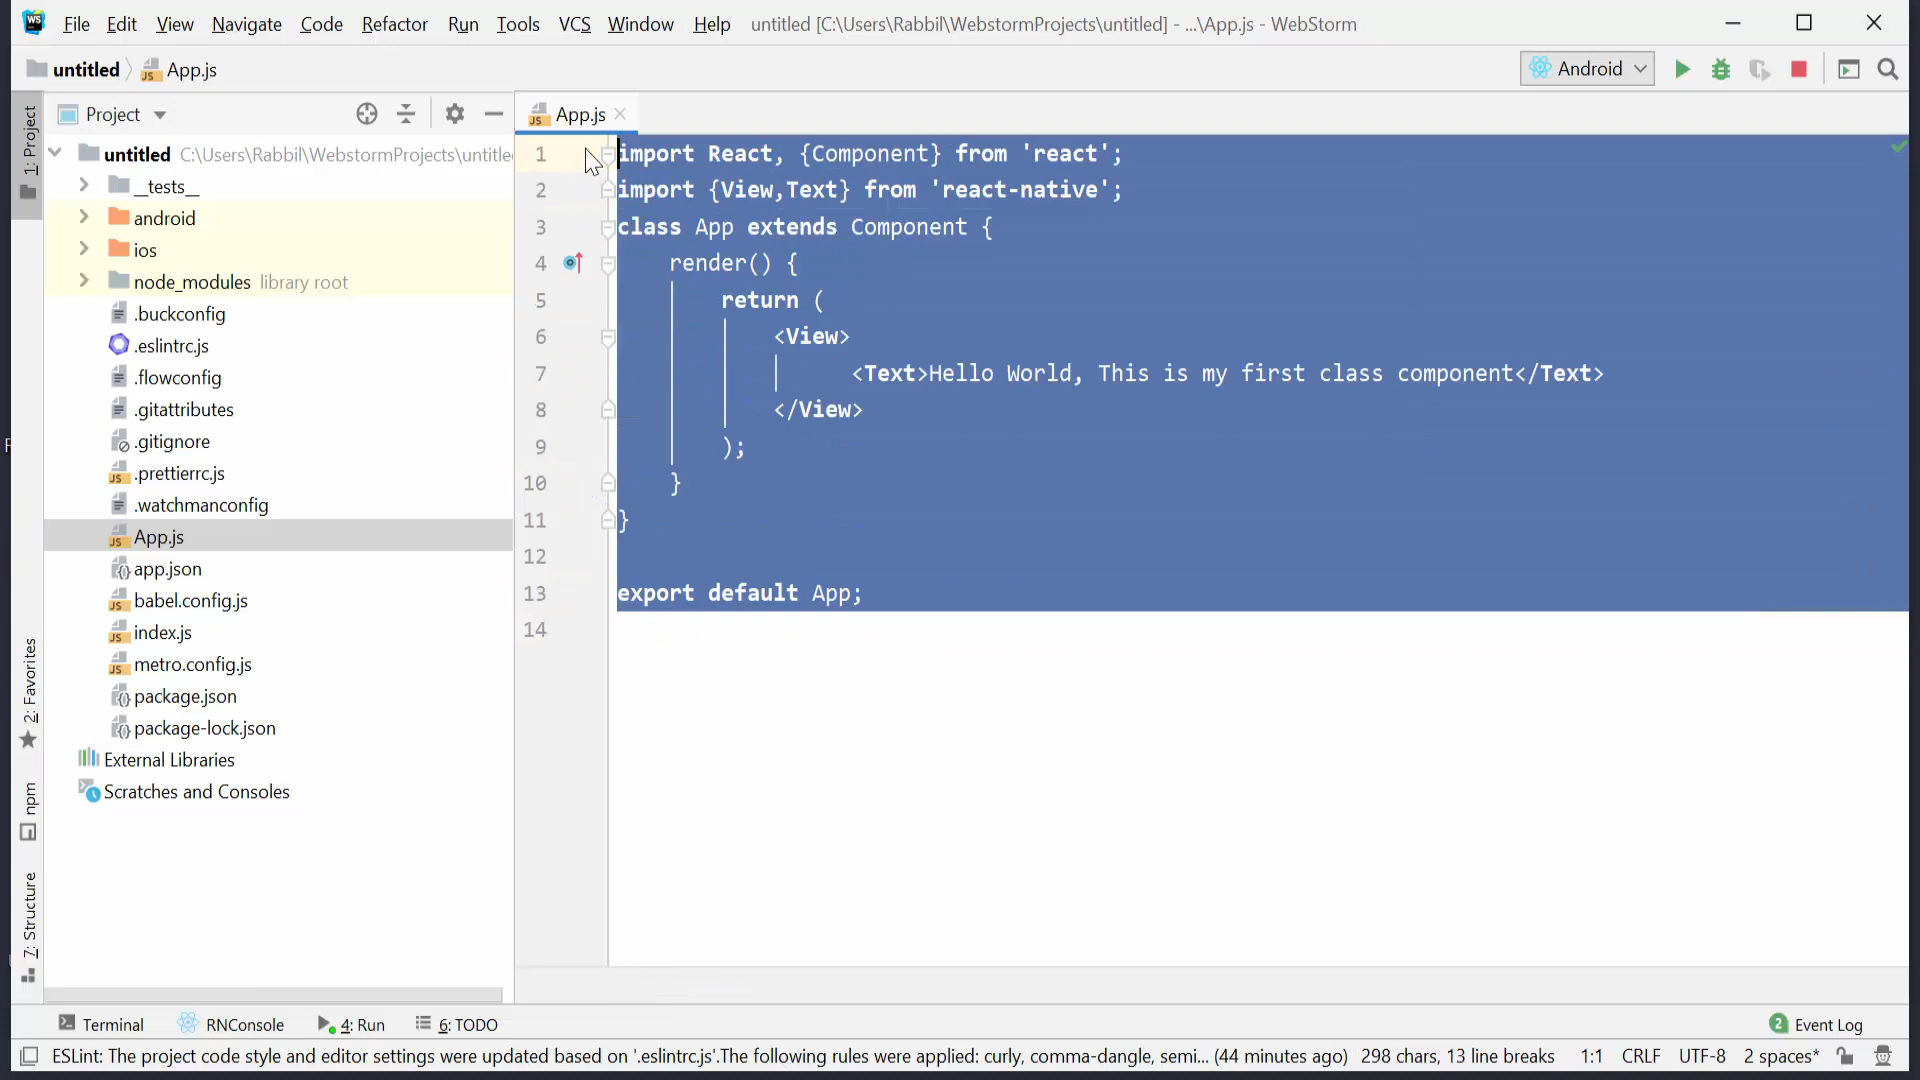 File Edit View Navigate Code Refactor Run Tools VCS Window Help untitled [C:\Users\Rabbil\WebstormProjects\untitled] - ...\App.js - WebStorm
untitled App.js Android
Project App.js
1: Project
untitled C:\Users\Rabbil\WebstormProjects\untitle
__tests__
android
ios
node_modules library root
.buckconfig
.eslintrc.js
.flowconfig
.gitattributes
.gitignore
.prettierrc.js
.watchmanconfig
App.js
app.json
babel.config.js
index.js
metro.config.js
package.json
package-lock.json
External Libraries
Scratches and Consoles
2: Favorites
npm
7: Structure
1 import React, {Component} from 'react';
2 import {View,Text} from 'react-native';
3 class App extends Component {
4 render() {
5 return (
6 <View>
7 <Text>Hello World, This is my first class component</Text>
8 </View>
9 );
10 }
11 }
12
13 export default App;
14
Terminal RNConsole 4: Run 6: TODO 2 Event Log
ESLint: The project code style and editor settings were updated based on '.eslintrc.js'.The following rules were applied: curly, comma-dangle, semi... (44 minutes ago) 298 chars, 13 line breaks 1:1 CRLF UTF-8 2 spaces*